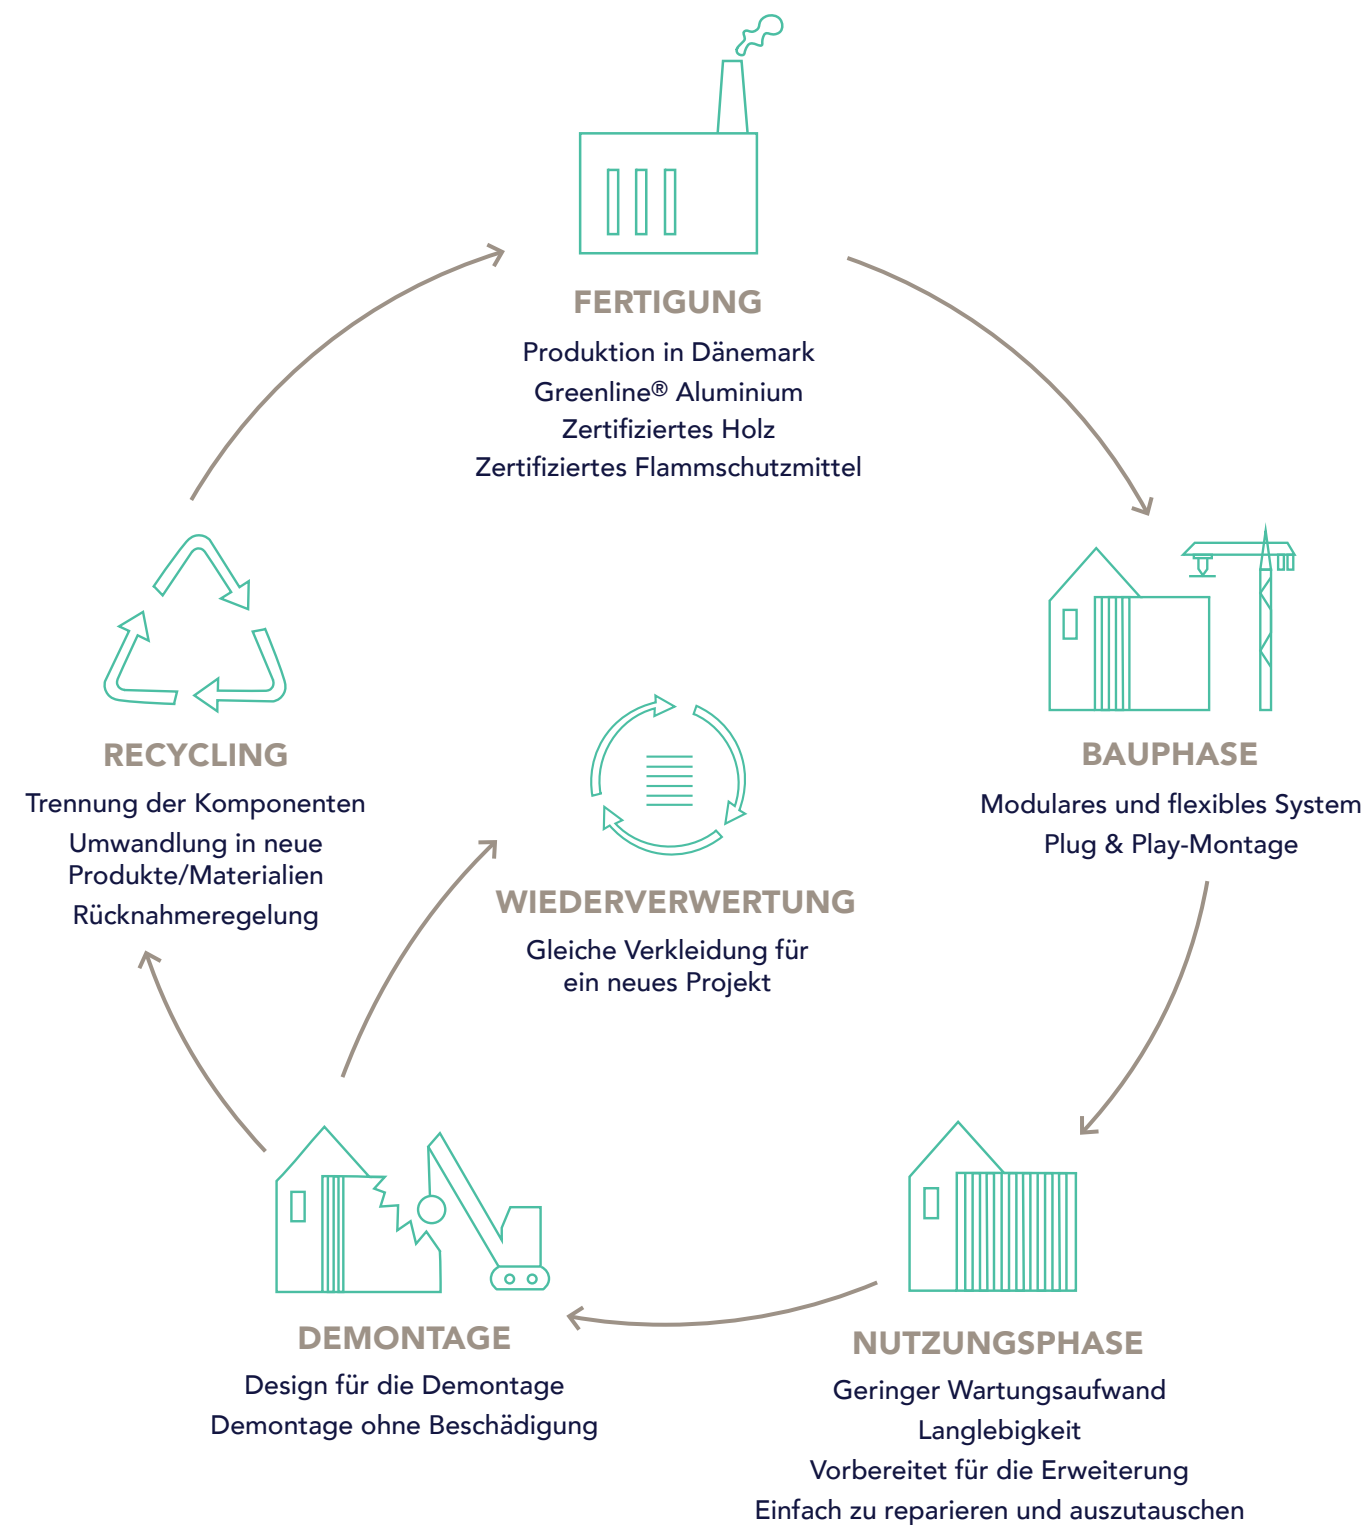 FERTIGUNG
Produktion in Dänemark
Greenline® Aluminium
Zertifiziertes Holz
Zertifiziertes Flammschutzmittel
BAUPHASE
Modulares und flexibles System
Plug & Play-Montage
NUTZUNGSPHASE
Geringer Wartungsaufwand
Langlebigkeit
Vorbereitet für die Erweiterung
Einfach zu reparieren und auszutauschen
DEMONTAGE
Design für die Demontage
Demontage ohne Beschädigung
RECYCLING
Trennung der Komponenten
Umwandlung in neue
Produkte/Materialien
Rücknahmeregelung
WIEDERVERWERTUNG
Gleiche Verkleidung für
ein neues Projekt